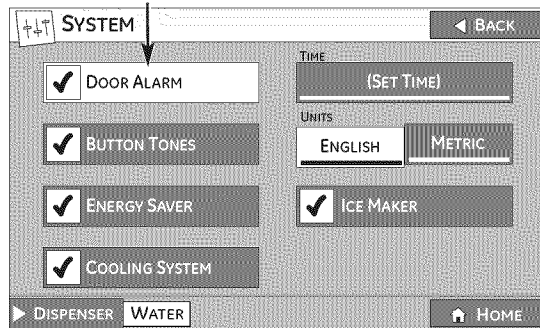 SYSTEM
BACK
DOOR ALARM
BUTTON TONES
ENERGY SAVER
COOLING SYSTEM
TIME
(SET TIME)
UNITS
ENGLISH METRIC
ICE MAKER
DISPENSER WATER
HOME